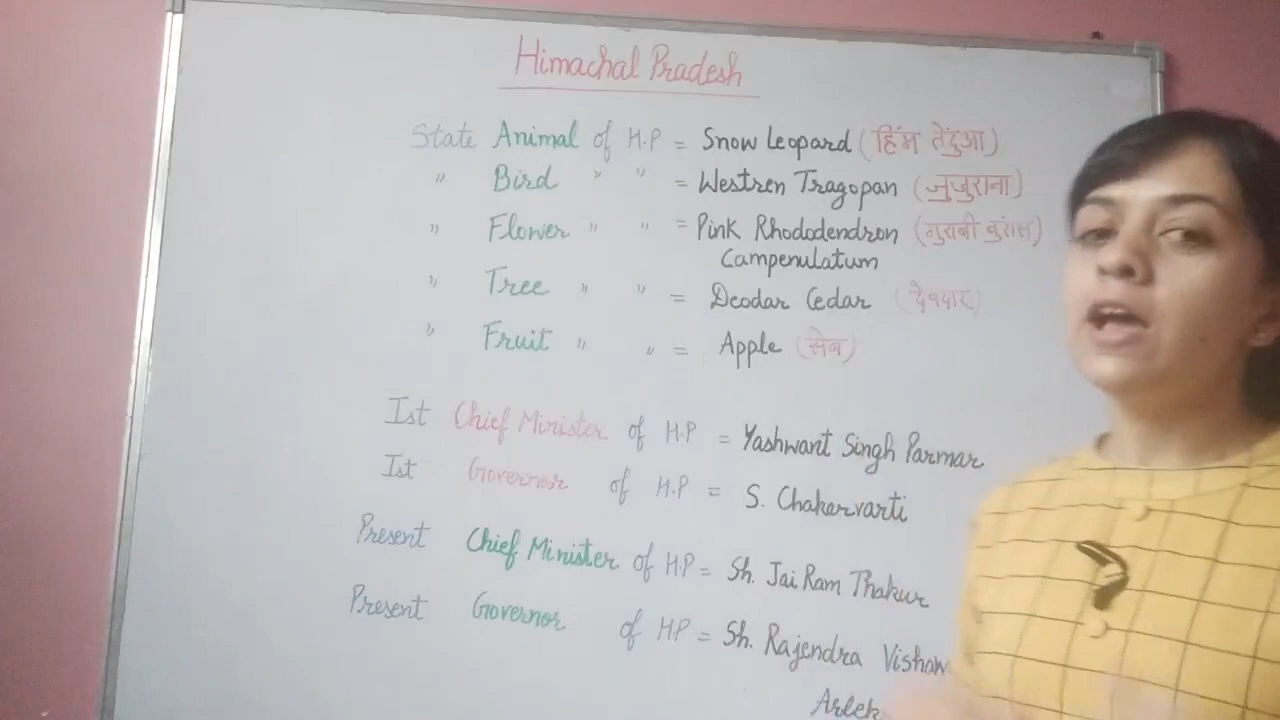 Himachal Pradesh
State Animal of H.P = Snow Leopard (हिम तेंदुआ)
" Bird " " = Westren Tragopan (जुजुराना)
" Flower " " = Pink Rhododendron (गुराबी बुरांस)
Campenulatum
" Tree " " = Deodar Cedar (देवदार)
" Fruit " " = Apple (सेब)
Ist Chief Minister of H.P = Yashwant Singh Parmar
Ist Governor of H.P = S. Chakervarti
Present Chief Minister of H.P = Sh. Jai Ram Thakur
Present Governor of H.P = Sh. Rajendra
Arlek